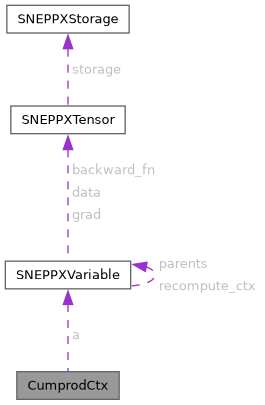 SNEPPXStorage
storage
SNEPPXTensor
backward_fn
data
grad
SNEPPXVariable
parents
recompute_ctx
a
CumprodCtx